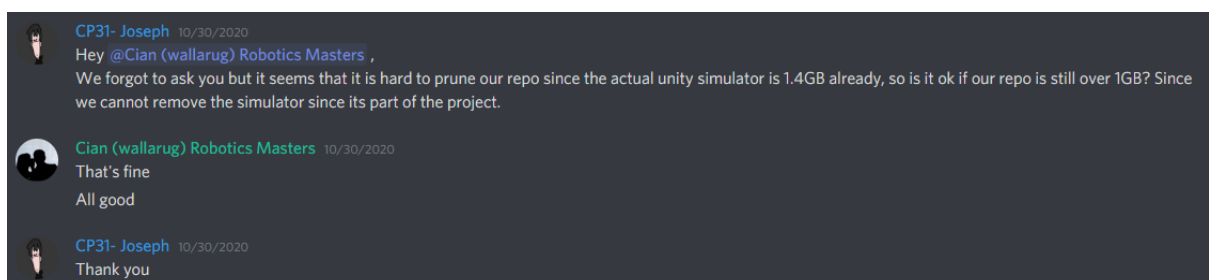 CP31- Joseph 10/30/2020
Hey @Cian (wallarug) Robotics Masters ,
We forgot to ask you but it seems that it is hard to prune our repo since the actual unity simulator is 1.4GB already, so is it ok if our repo is still over 1GB? Since
we cannot remove the simulator since its part of the project.
Cian (wallarug) Robotics Masters 10/30/2020
That's fine
All good
CP31- Joseph 10/30/2020
Thank you